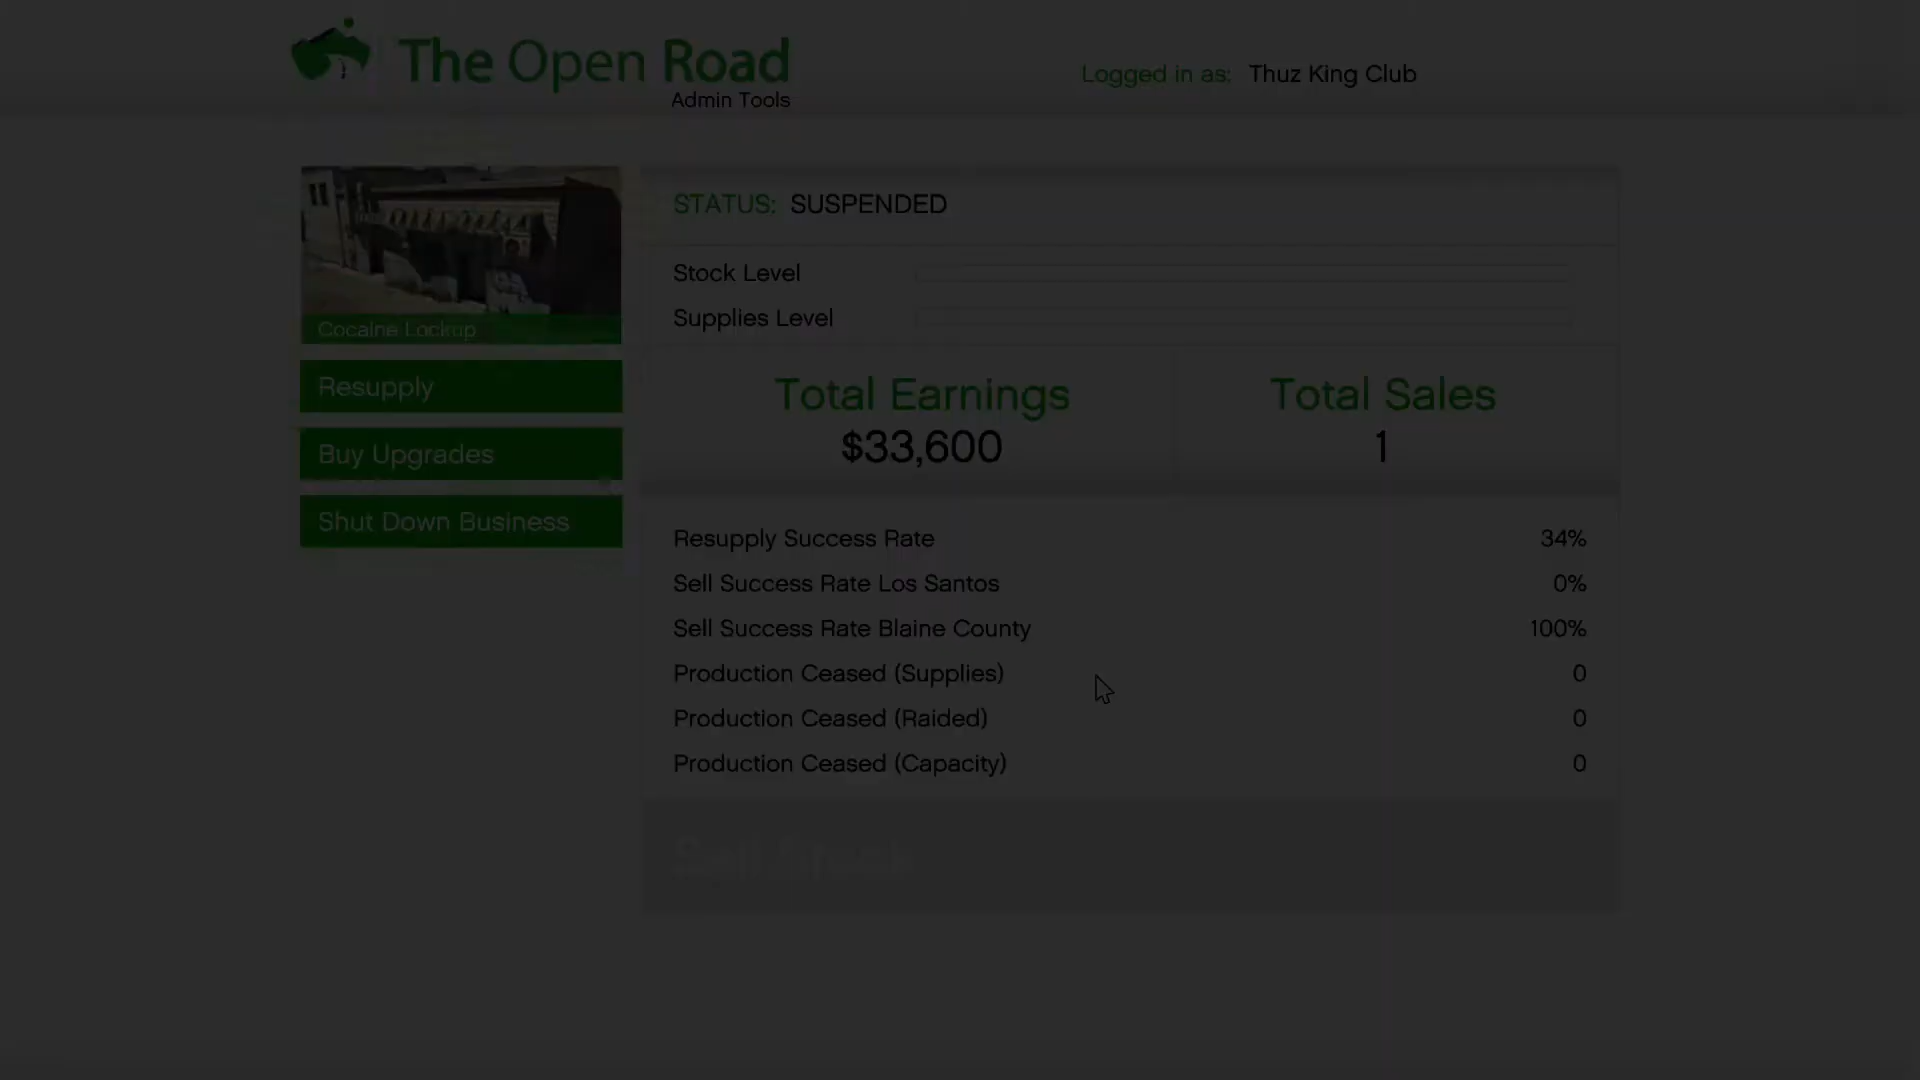 The Open Road
Admin Tools
Logged in as: Thuz King Club
Cocaine Lockup
Resupply
Buy Upgrades
Shut Down Business
STATUS: SUSPENDED
Stock Level
Supplies Level
Total Earnings
$33,600
Total Sales
1
Resupply Success Rate 34%
Sell Success Rate Los Santos 0%
Sell Success Rate Blaine County 100%
Production Ceased (Supplies) 0
Production Ceased (Raided) 0
Production Ceased (Capacity) 0
Sell Stock